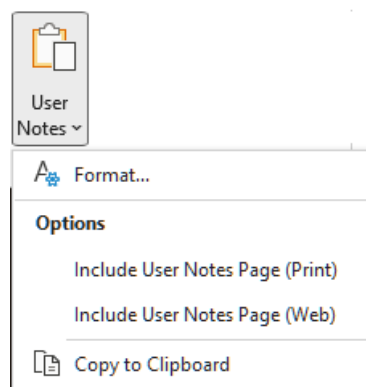 User
Notes
Format...
Options
Include User Notes Page (Print)
Include User Notes Page (Web)
Copy to Clipboard